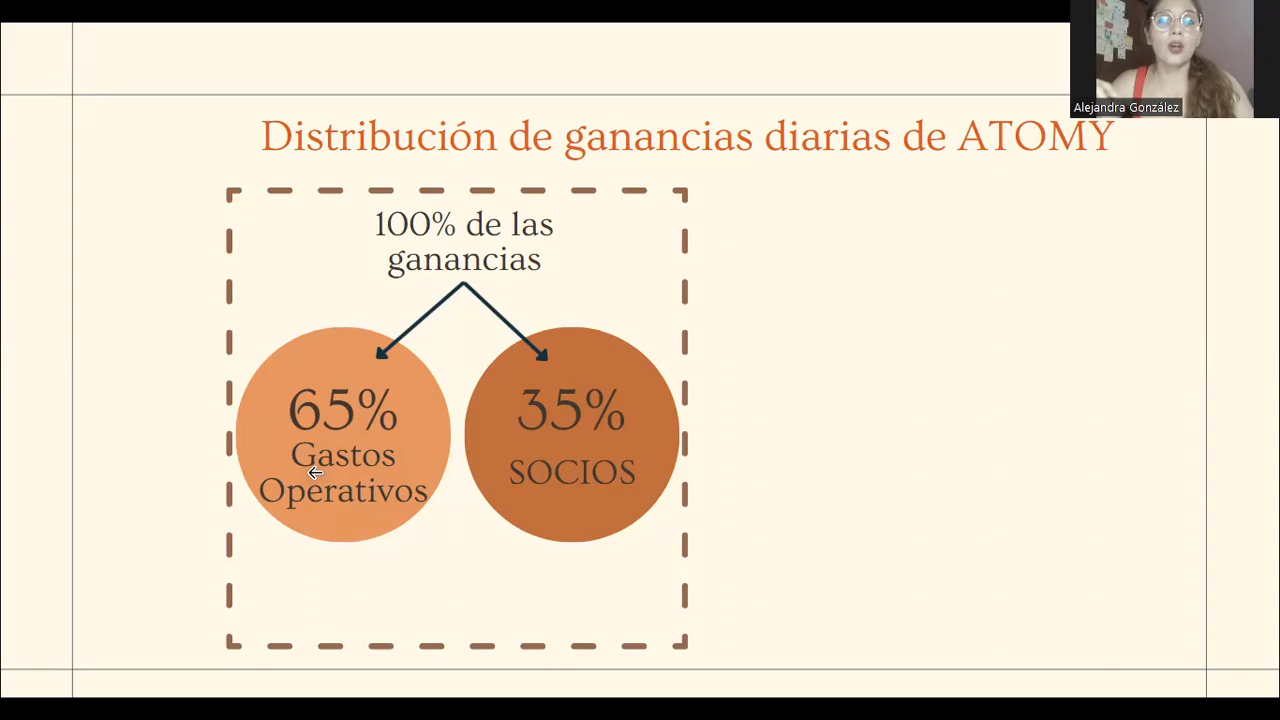 Alejandra González
Distribución de ganancias diarias de ATOMY
100% de las
ganancias
65%
Gastos
Operativos
35%
SOCIOS